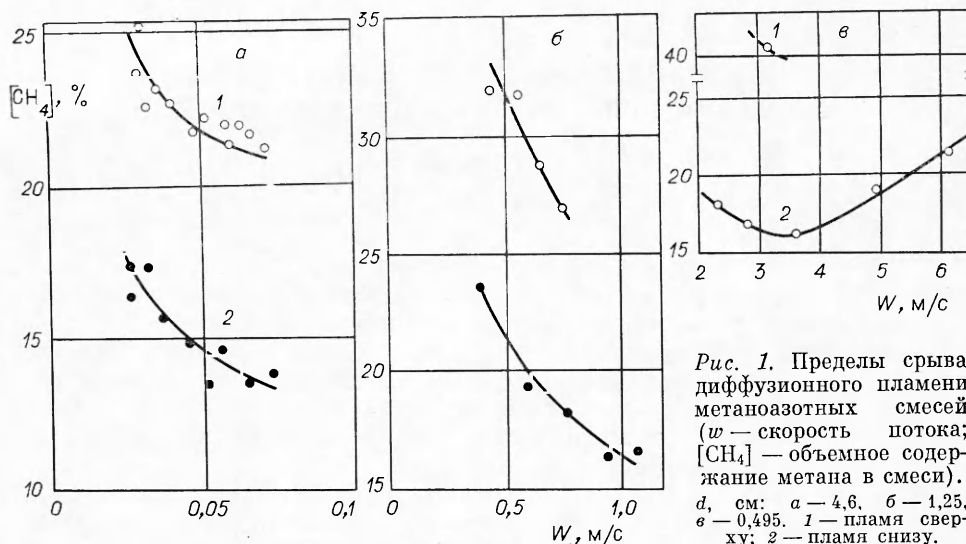 25
[CH₄], %
20
15
10
0
0,05
0,1
а
1
2
35
30
25
20
15
0
0,5
1,0
W, м/с
б
40
25
20
15
2
3
4
5
6
W, м/с
1
в
2
Рис. 1. Пределы срыва
диффузионного пламени
метаноазотных смесей
(w — скорость потока;
[CH₄] — объемное содер-
жание метана в смеси).
d, см: а — 4,6, б — 1,25,
в — 0,495. 1 — пламя свер-
ху; 2 — пламя снизу.